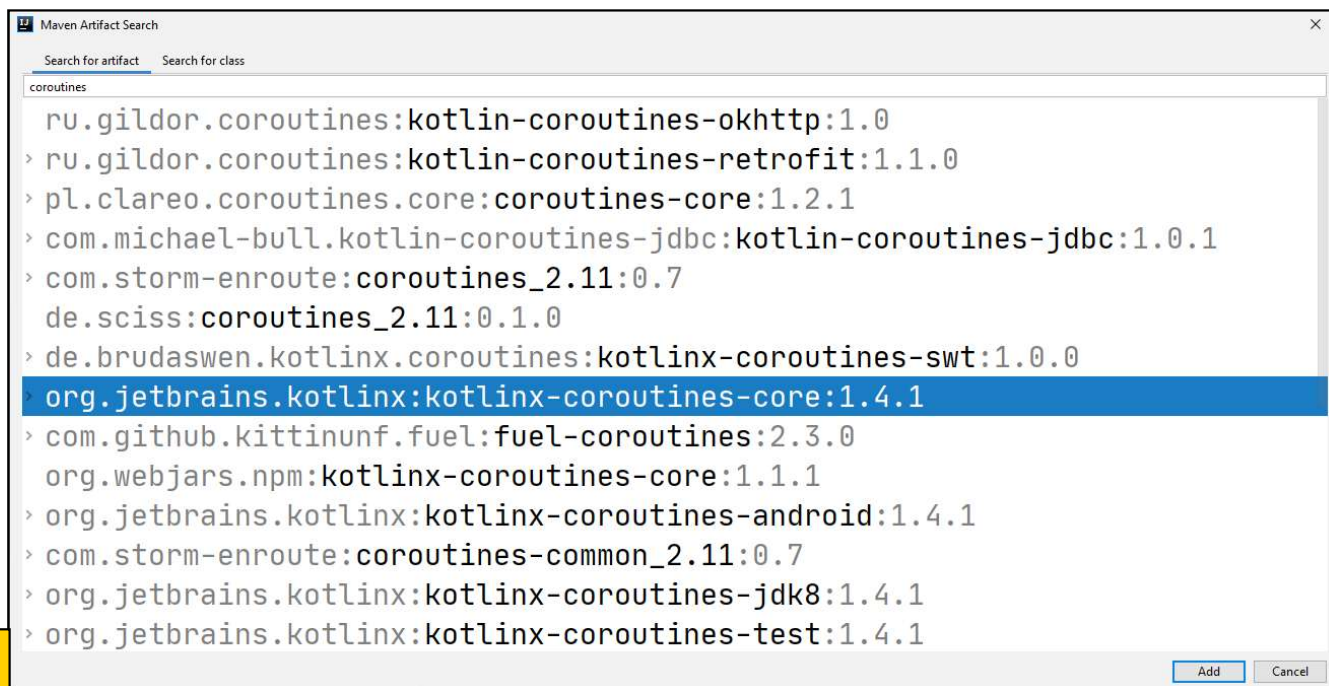 Maven Artifact Search
Search for artifact Search for class
coroutines
ru.gildor.coroutines:kotlin-coroutines-okhttp:1.0
ru.gildor.coroutines:kotlin-coroutines-retrofit:1.1.0
pl.clareo.coroutines.core:coroutines-core:1.2.1
com.michael-bull.kotlin-coroutines-jdbc:kotlin-coroutines-jdbc:1.0.1
com.storm-enroute:coroutines_2.11:0.7
de.sciss:coroutines_2.11:0.1.0
de.brudaswen.kotlinx.coroutines:kotlinx-coroutines-swt:1.0.0
org.jetbrains.kotlinx:kotlinx-coroutines-core:1.4.1
com.github.kittinunf.fuel:fuel-coroutines:2.3.0
org.webjars.npm:kotlinx-coroutines-core:1.1.1
org.jetbrains.kotlinx:kotlinx-coroutines-android:1.4.1
com.storm-enroute:coroutines-common_2.11:0.7
org.jetbrains.kotlinx:kotlinx-coroutines-jdk8:1.4.1
org.jetbrains.kotlinx:kotlinx-coroutines-test:1.4.1
Add Cancel